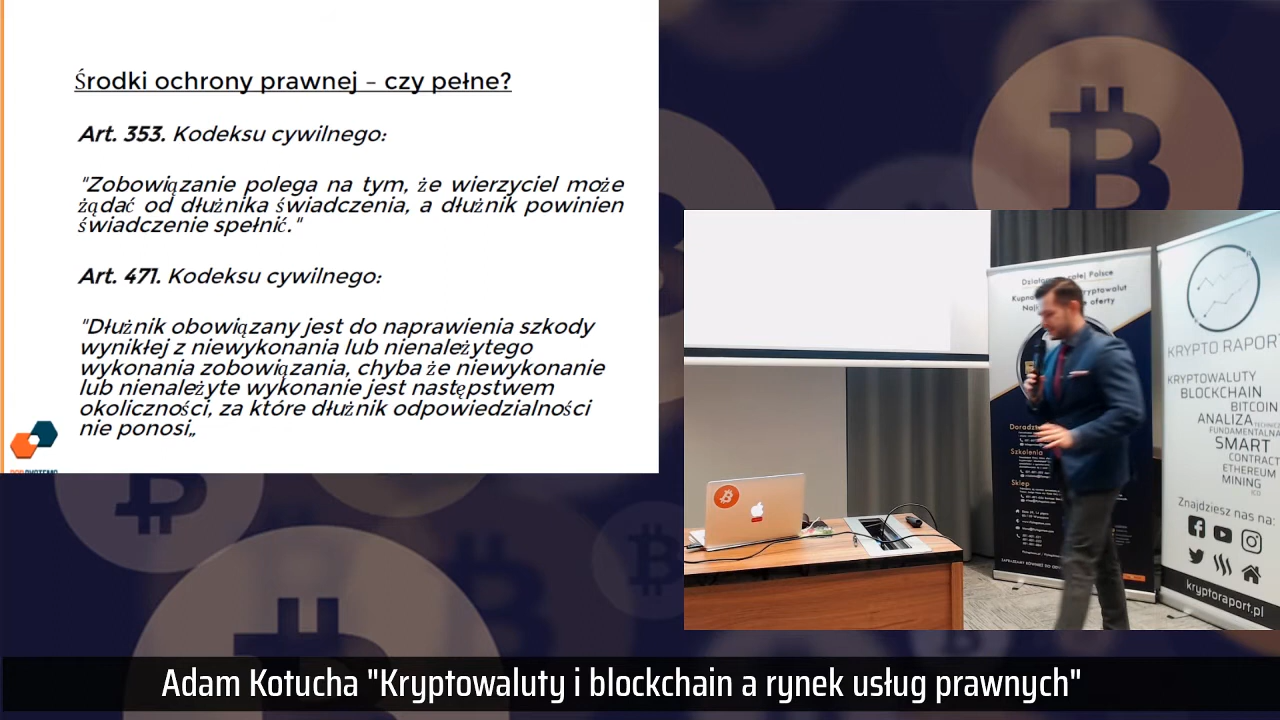 Środki ochrony prawnej – czy pełne?
Art. 353. Kodeksu cywilnego:
"Zobowiązanie polega na tym, że wierzyciel może
żądać od dłużnika świadczenia, a dłużnik powinien
świadczenie spełnić."
Art. 471. Kodeksu cywilnego:
"Dłużnik obowiązany jest do naprawienia szkody
wynikłej z niewykonania lub nienależytego
wykonania zobowiązania, chyba że niewykonanie
lub nienależyte wykonanie jest następstwem
okoliczności, za które dłużnik odpowiedzialności
nie ponosi„
Polsce
Szkolenia
Sklep
KRYPTO RAPORT
KRYPTOWALUTY
BLOCKCHAIN
BITCOIN
ANALIZA
FUNDAMENTALNA
SMART
CONTRACT
ETHEREUM
MINING
ICO
Znajdziesz nas na:
kryptoraport.pl
Adam Kotucha "Kryptowaluty i blockchain a rynek usług prawnych"